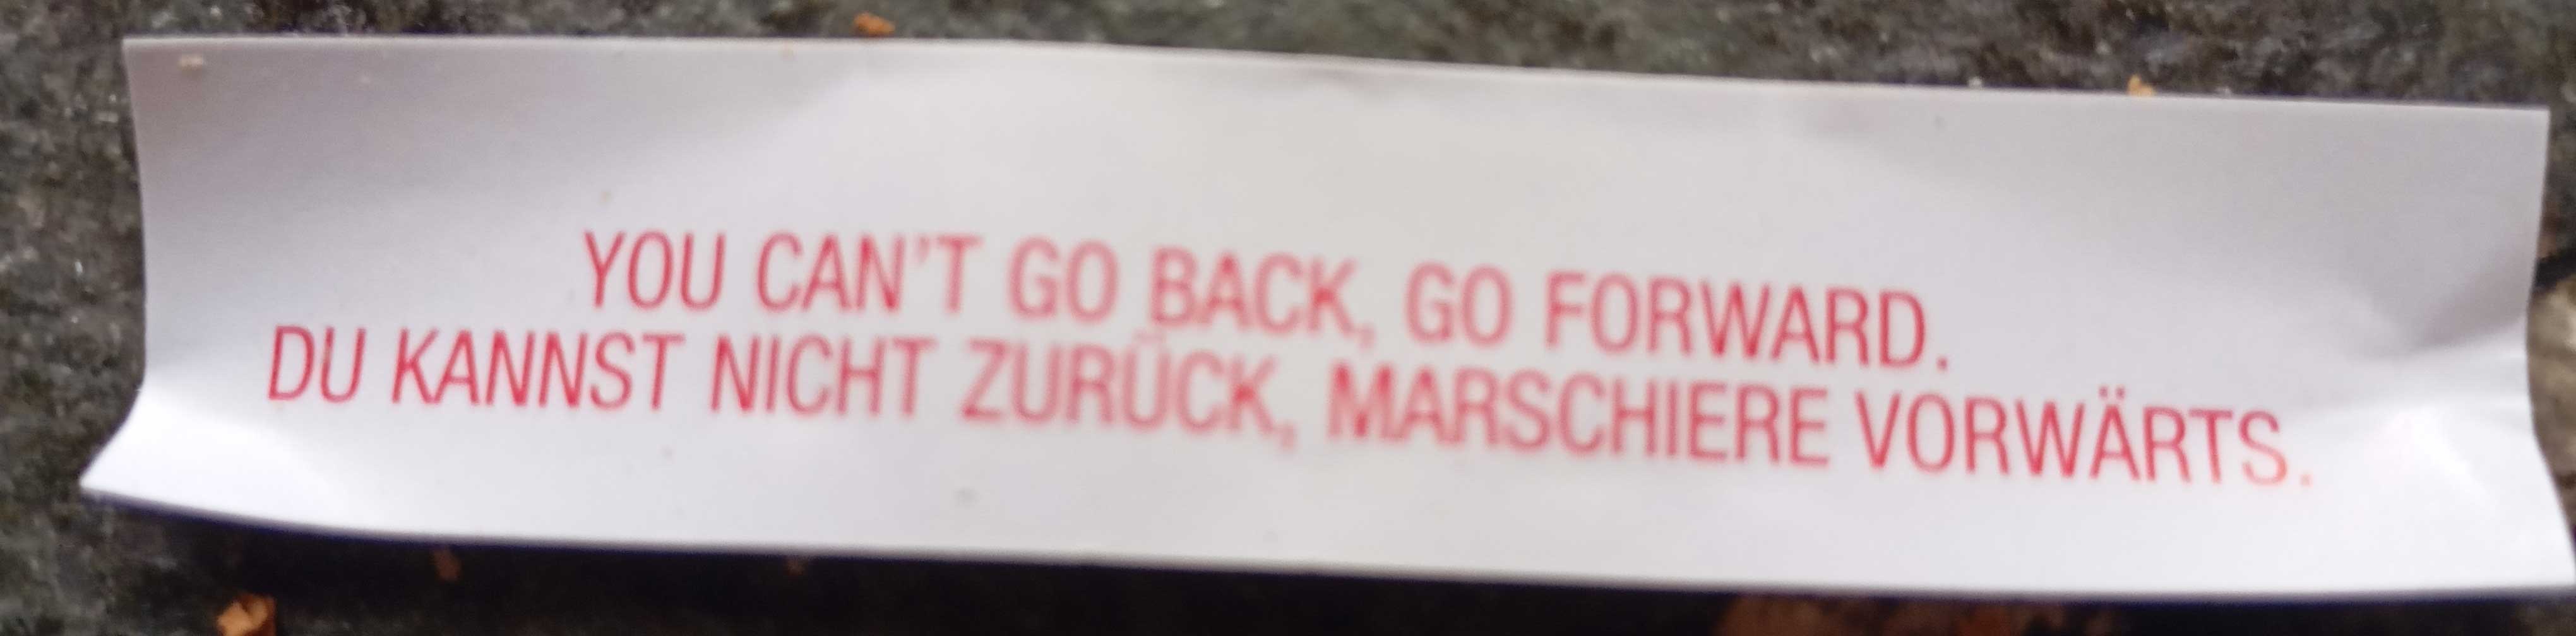 YOU CAN'T GO BACK, GO FORWARD.
DU KANNST NICHT ZURÜCK, MARSCHIERE VORWÄRTS.